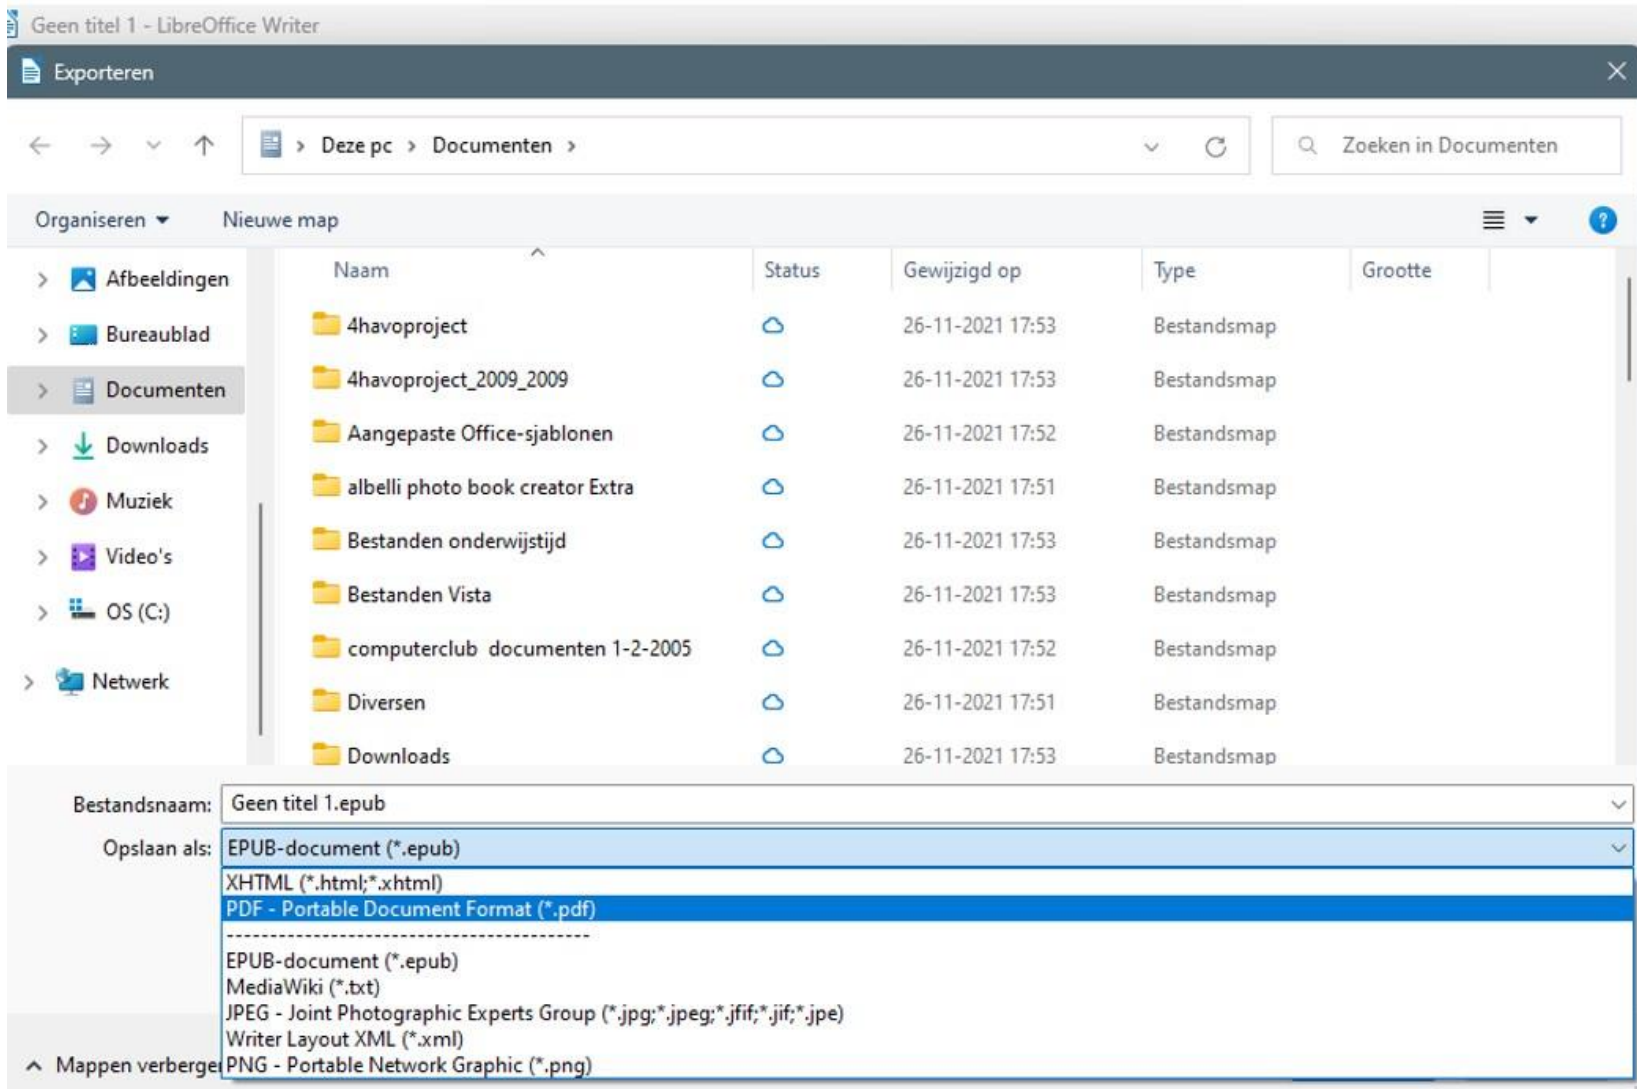 Geen titel 1 - LibreOffice Writer
Exporteren
Deze pc > Documenten >
Zoeken in Documenten
Organiseren Nieuwe map
Naam Status Gewijzigd op Type Grootte
Afbeeldingen
Bureaublad
Documenten
Downloads
Muziek
Video's
OS (C:)
Netwerk
4havoproject 26-11-2021 17:53 Bestandsmap
4havoproject_2009_2009 26-11-2021 17:53 Bestandsmap
Aangepaste Office-sjablonen 26-11-2021 17:52 Bestandsmap
albelli photo book creator Extra 26-11-2021 17:51 Bestandsmap
Bestanden onderwijstijd 26-11-2021 17:53 Bestandsmap
Bestanden Vista 26-11-2021 17:53 Bestandsmap
computerclub documenten 1-2-2005 26-11-2021 17:52 Bestandsmap
Diversen 26-11-2021 17:51 Bestandsmap
Downloads 26-11-2021 17:53 Bestandsmap
Bestandsnaam: Geen titel 1.epub
Opslaan als: EPUB-document (*.epub)
XHTML (*.html;*.xhtml)
PDF - Portable Document Format (*.pdf)
------------------------------------------
EPUB-document (*.epub)
MediaWiki (*.txt)
JPEG - Joint Photographic Experts Group (*.jpg;*.jpeg;*.jfif;*.jif;*.jpe)
Writer Layout XML (*.xml)
PNG - Portable Network Graphic (*.png)
Mappen verberge